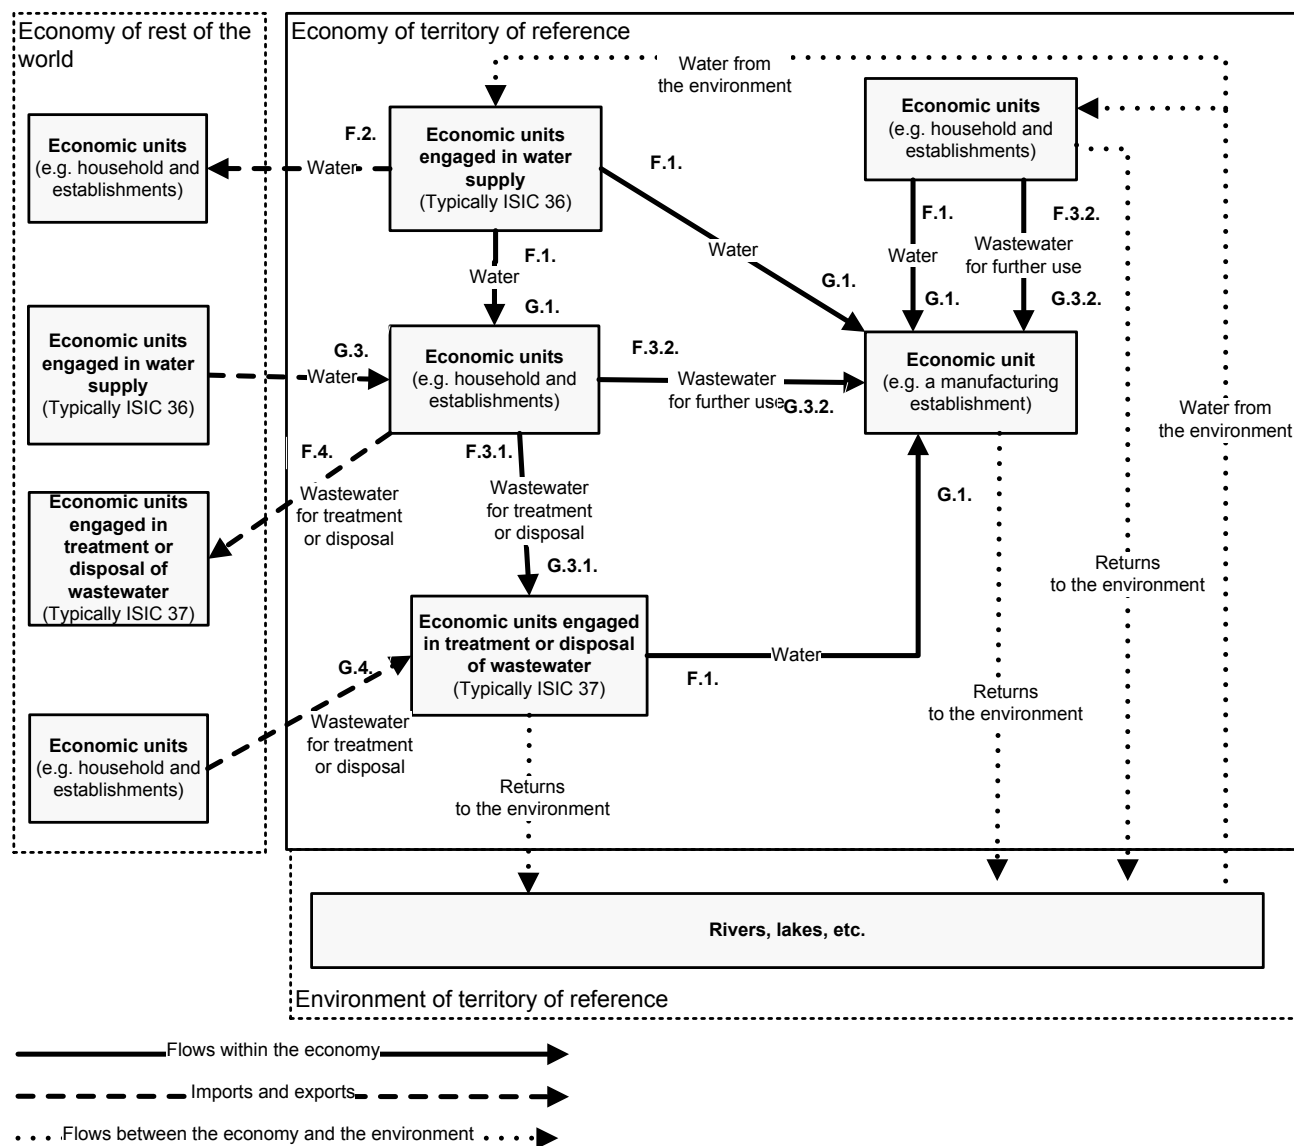 Economy of rest of the
world
Economy of territory of reference
Water from
the environment
Economic units
(e.g. household and
establishments)
F.2.
Water
Economic units
engaged in water
supply
(Typically ISIC 36)
F.1.
Economic units
(e.g. household and
establishments)
F.1.
Water
G.1.
F.3.2.
Wastewater
for further use
G.3.2.
F.1.
Water
G.1.
Water
G.1.
Economic units
engaged in water
supply
(Typically ISIC 36)
G.3.
Water
Economic units
(e.g. household and
establishments)
F.3.2.
Wastewater
for further use
G.3.2.
Economic unit
(e.g. a manufacturing
establishment)
Water from
the environment
F.4.
Wastewater
for treatment
or disposal
F.3.1.
Wastewater
for treatment
or disposal
G.3.1.
G.1.
Economic units
engaged in
treatment or
disposal of
wastewater
(Typically ISIC 37)
Returns
to the environment
G.4.
Wastewater
for treatment
or disposal
Economic units engaged
in treatment or disposal
of wastewater
(Typically ISIC 37)
F.1.
Water
Returns
to the environment
Economic units
(e.g. household and
establishments)
Returns
to the environment
Rivers, lakes, etc.
Environment of territory of reference
Flows within the economy
Imports and exports
Flows between the economy and the environment